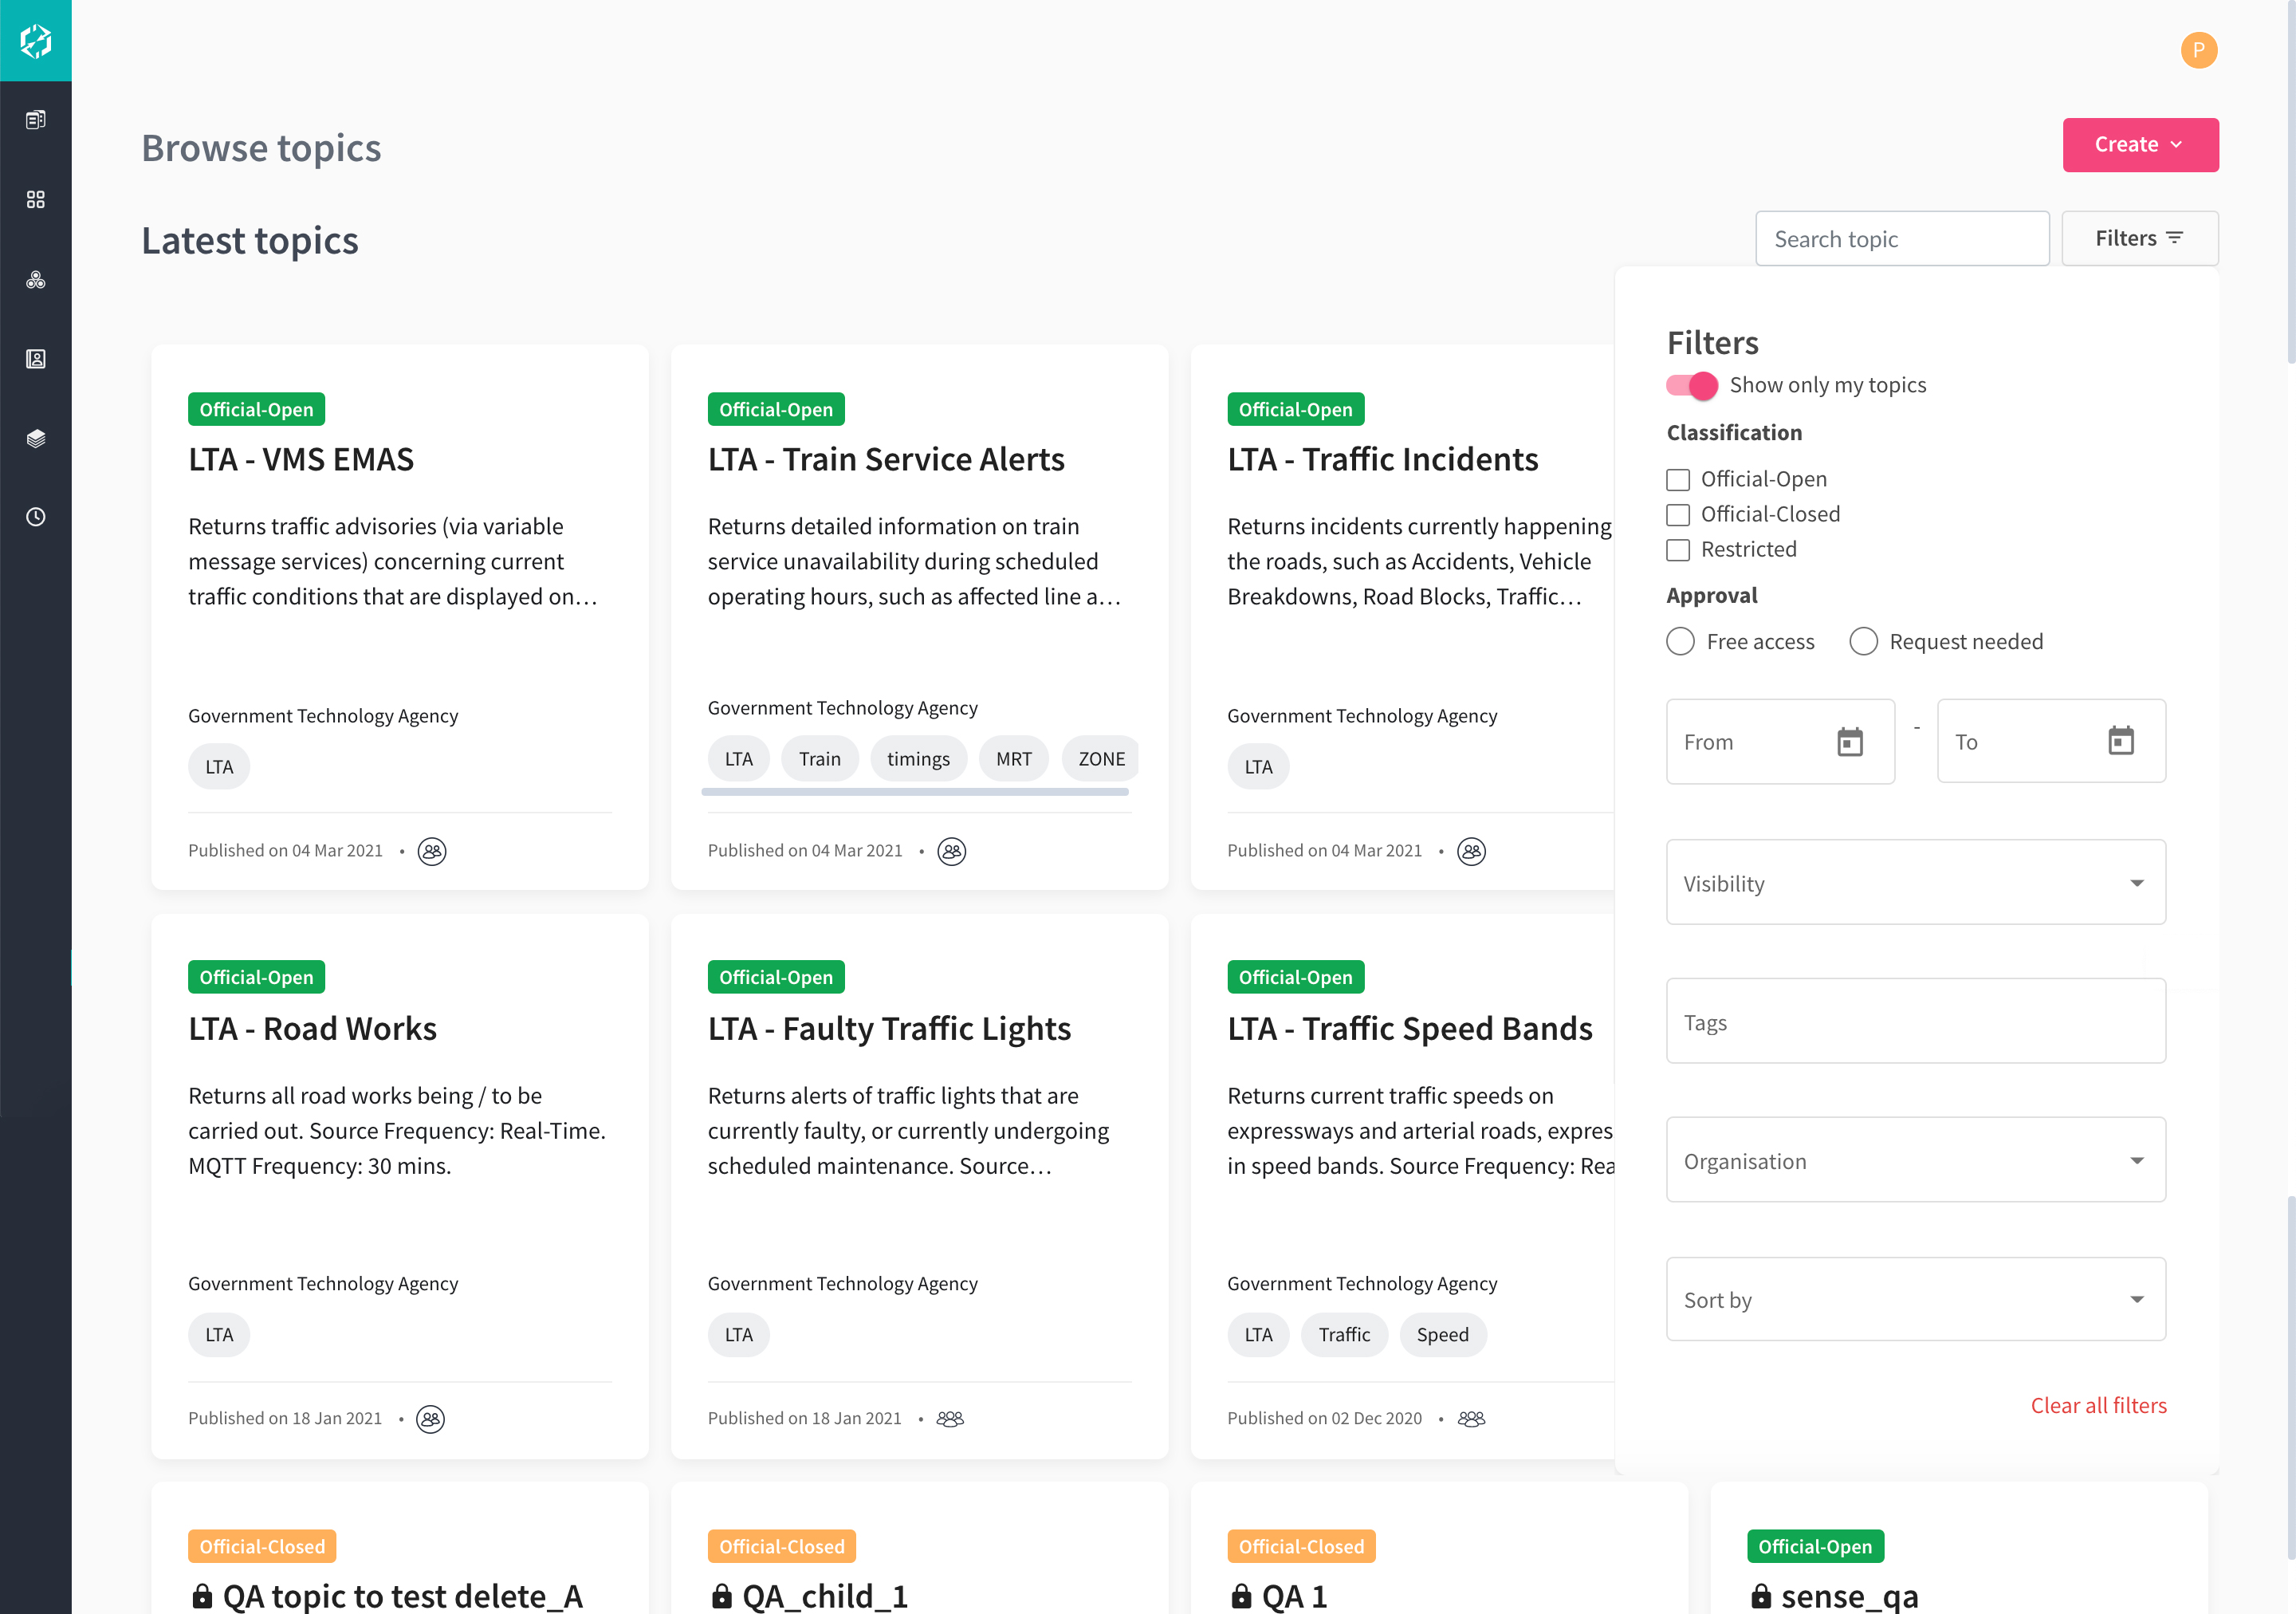 P
Browse topics
Create
Latest topics
Search topic
Filters
Official-Open
LTA - VMS EMAS
Returns traffic advisories (via variable
message services) concerning current
traffic conditions that are displayed on...
Government Technology Agency
LTA
Published on 04 Mar 2021 •
Official-Open
LTA - Train Service Alerts
Returns detailed information on train
service unavailability during scheduled
operating hours, such as affected line a...
Government Technology Agency
LTA Train timings MRT ZONE
Published on 04 Mar 2021 •
Official-Open
LTA - Traffic Incidents
Returns incidents currently happening
the roads, such as Accidents, Vehicle
Breakdowns, Road Blocks, Traffic...
Government Technology Agency
LTA
Published on 04 Mar 2021 •
Filters
Show only my topics
Classification
Official-Open
Official-Closed
Restricted
Approval
Free access Request needed
From - To
Visibility
Tags
Organisation
Sort by
Clear all filters
Official-Open
LTA - Road Works
Returns all road works being / to be
carried out. Source Frequency: Real-Time.
MQTT Frequency: 30 mins.
Government Technology Agency
LTA
Published on 18 Jan 2021 •
Official-Open
LTA - Faulty Traffic Lights
Returns alerts of traffic lights that are
currently faulty, or currently undergoing
scheduled maintenance. Source...
Government Technology Agency
LTA
Published on 18 Jan 2021 •
Official-Open
LTA - Traffic Speed Bands
Returns current traffic speeds on
expressways and arterial roads, expres
in speed bands. Source Frequency: Rea
Government Technology Agency
LTA Traffic Speed
Published on 02 Dec 2020 •
Official-Closed
QA topic to test delete_A
Official-Closed
QA_child_1
Official-Closed
QA 1
Official-Open
sense_qa